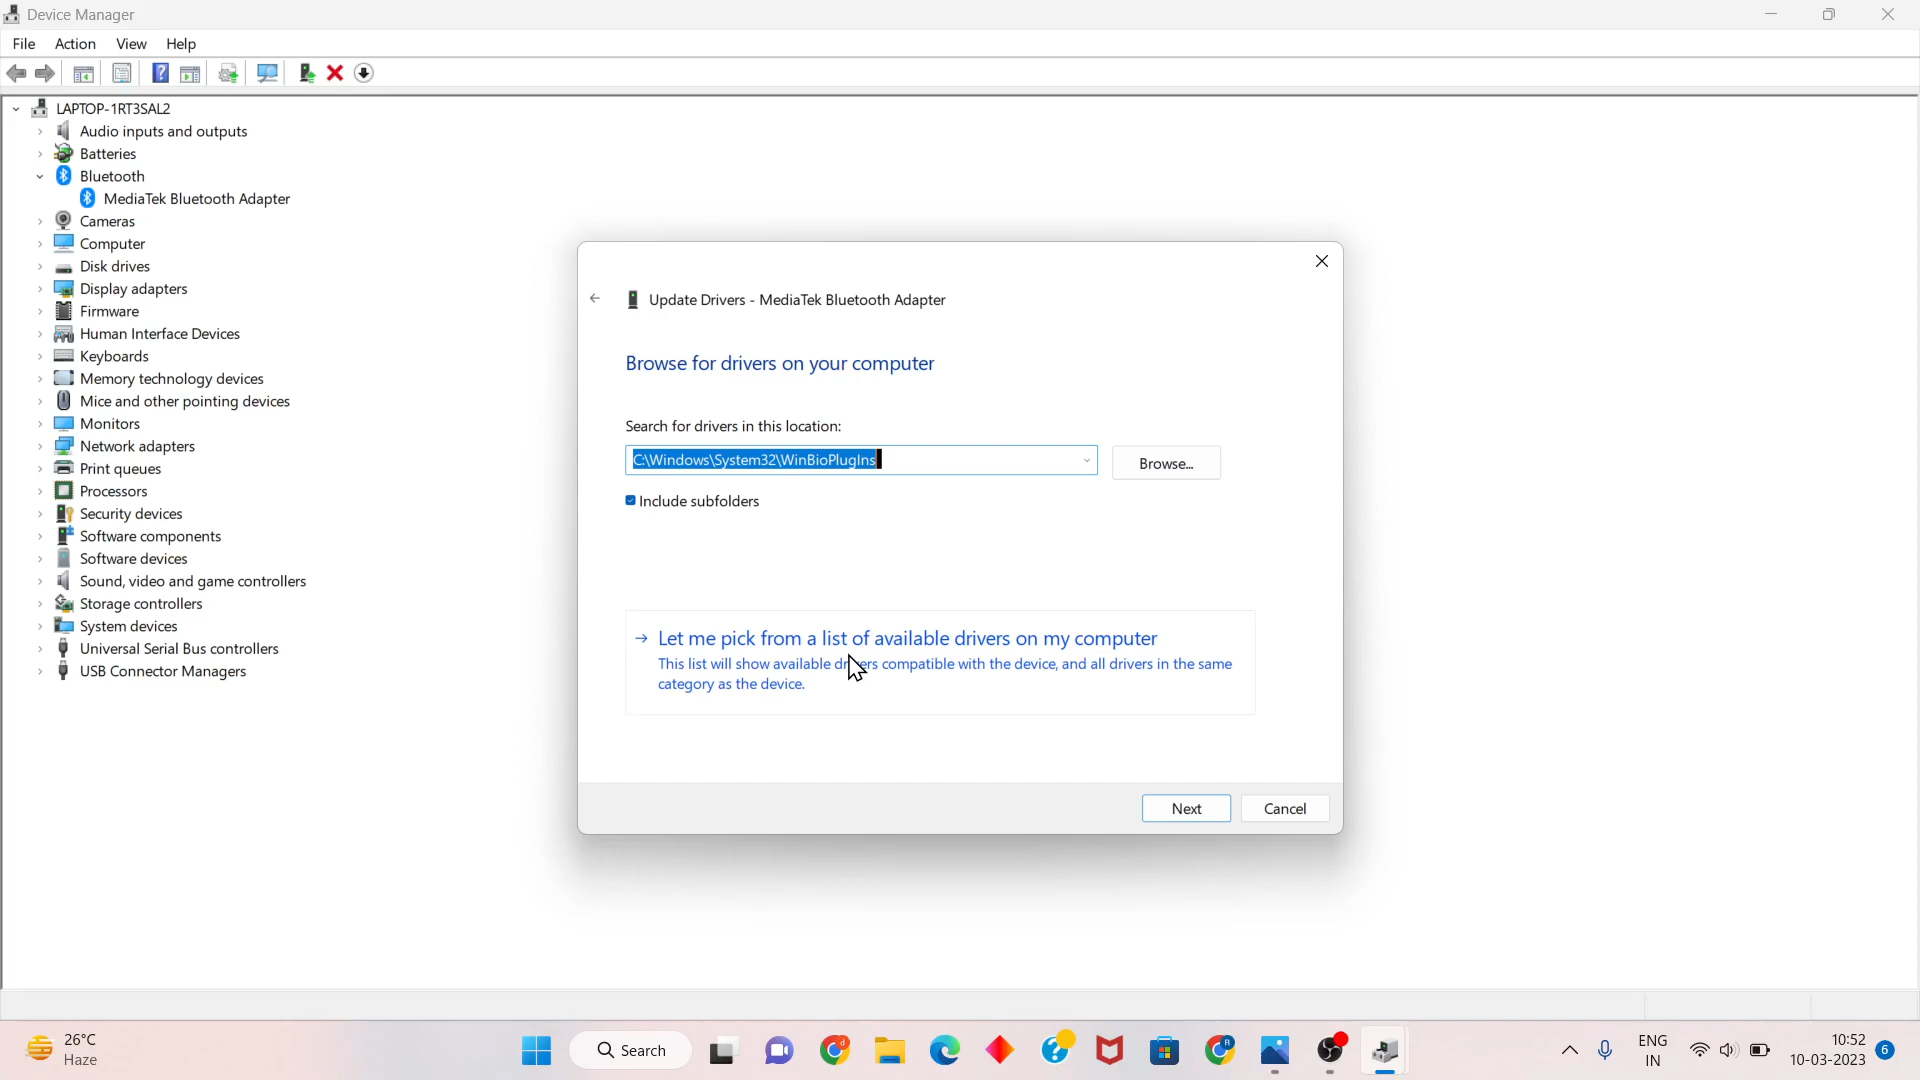 Device Manager
File Action View Help
LAPTOP-1RT3SAL2
Audio inputs and outputs
Batteries
Bluetooth
MediaTek Bluetooth Adapter
Cameras
Computer
Disk drives
Display adapters
Firmware
Human Interface Devices
Keyboards
Memory technology devices
Mice and other pointing devices
Monitors
Network adapters
Print queues
Processors
Security devices
Software components
Software devices
Sound, video and game controllers
Storage controllers
System devices
Universal Serial Bus controllers
USB Connector Managers
Update Drivers - MediaTek Bluetooth Adapter
Browse for drivers on your computer
Search for drivers in this location:
C:\Windows\System32\WinBioPlugIns
Browse...
Include subfolders
Let me pick from a list of available drivers on my computer
This list will show available drivers compatible with the device, and all drivers in the same
category as the device.
Next Cancel
26°C
Haze
Search
ENG
IN
10:52
10-03-2023
6